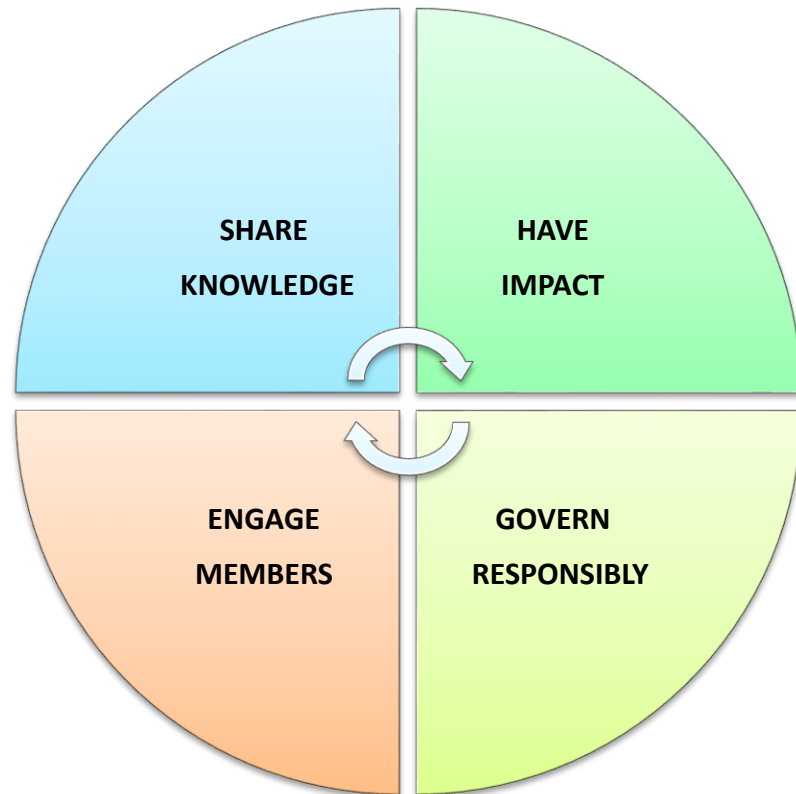 SHARE
KNOWLEDGE
HAVE
IMPACT
ENGAGE
MEMBERS
GOVERN
RESPONSIBLY